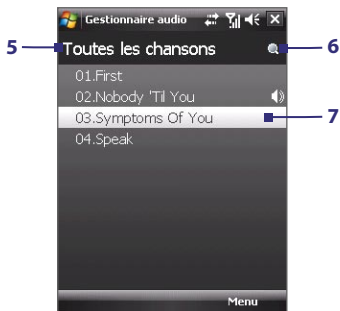 Gestionnaire audio
5 Toutes les chansons 6
01.First
02.Nobody 'Til You
03.Symptoms Of You 7
04.Speak
Menu